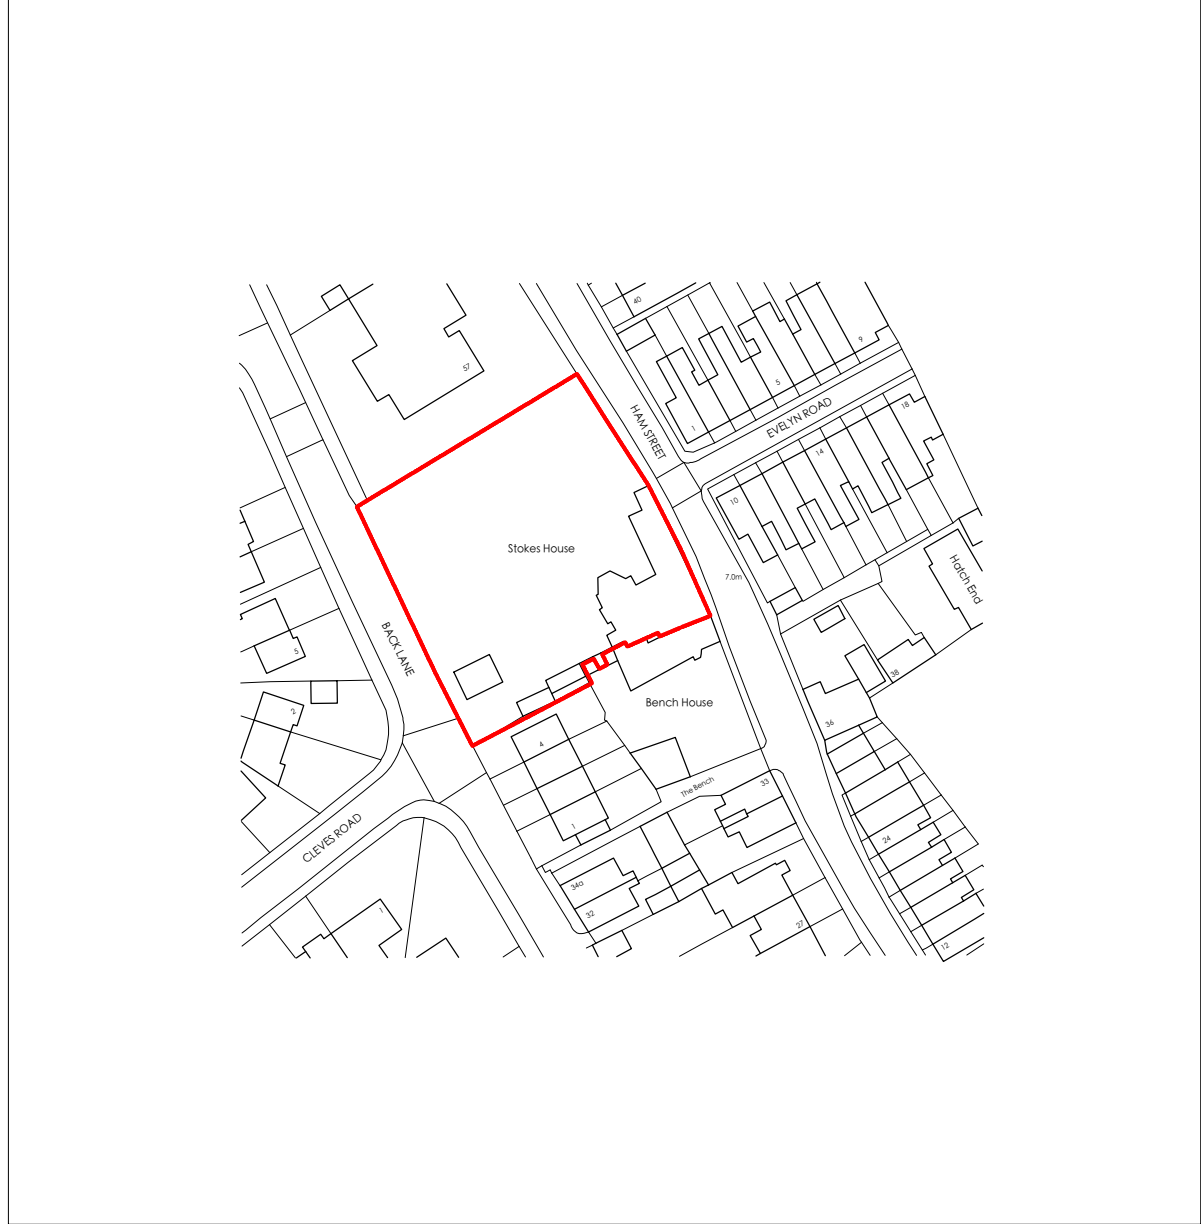 40
57
9
5
HAM STREET
1
EVELYN ROAD
18
14
10
Stokes House
7.0m
Hatch End
BACK LANE
5
38
Bench House
2
36
4
The Bench
33
1
24
CLEVES ROAD
34a
32
1
27
12